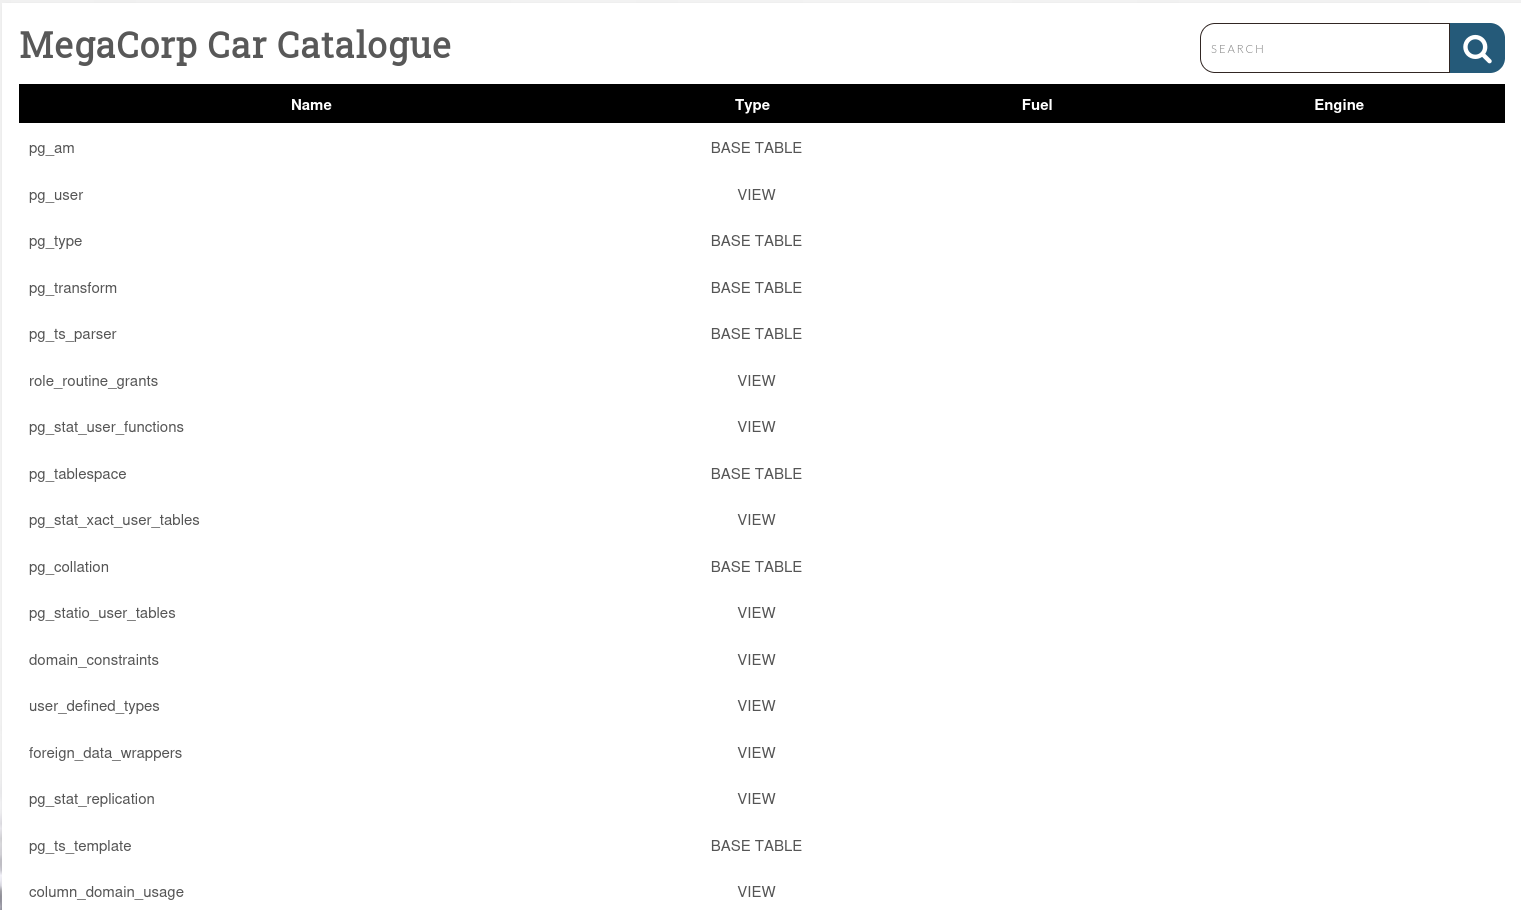 MegaCorp Car Catalogue
SEARCH
Name Type Fuel Engine
pg_am BASE TABLE
pg_user VIEW
pg_type BASE TABLE
pg_transform BASE TABLE
pg_ts_parser BASE TABLE
role_routine_grants VIEW
pg_stat_user_functions VIEW
pg_tablespace BASE TABLE
pg_stat_xact_user_tables VIEW
pg_collation BASE TABLE
pg_statio_user_tables VIEW
domain_constraints VIEW
user_defined_types VIEW
foreign_data_wrappers VIEW
pg_stat_replication VIEW
pg_ts_template BASE TABLE
column_domain_usage VIEW